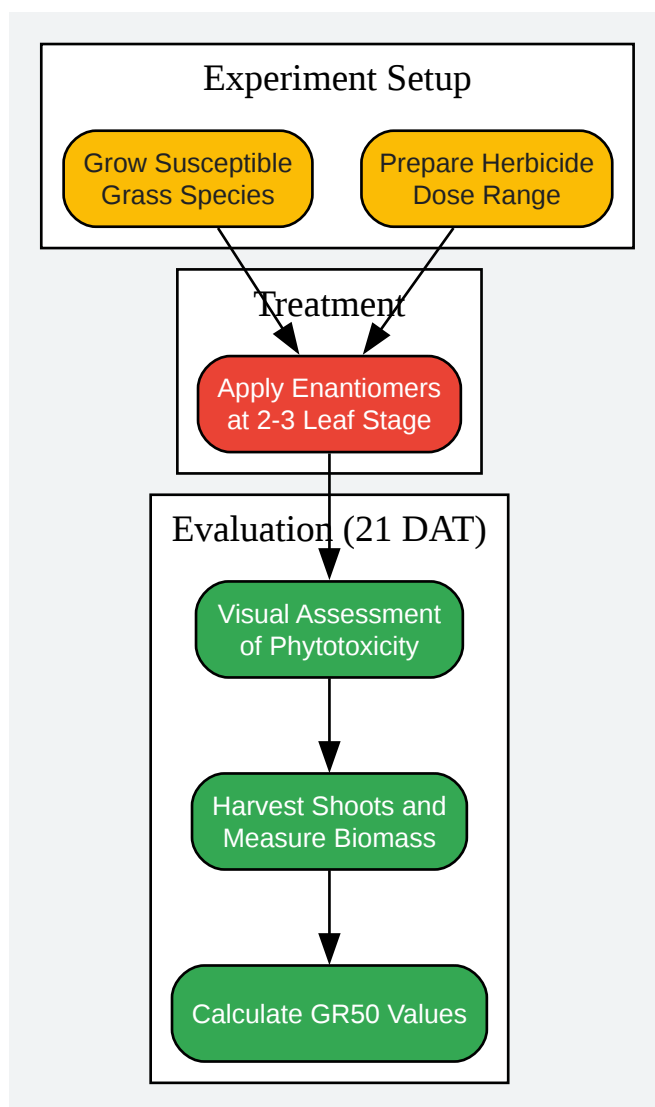 Experiment Setup
Grow Susceptible
Grass Species
Prepare Herbicide
Dose Range
Treatment
Apply Enantiomers
at 2-3 Leaf Stage
Evaluation (21 DAT)
Visual Assessment
of Phytotoxicity
Harvest Shoots and
Measure Biomass
Calculate GR50 Values